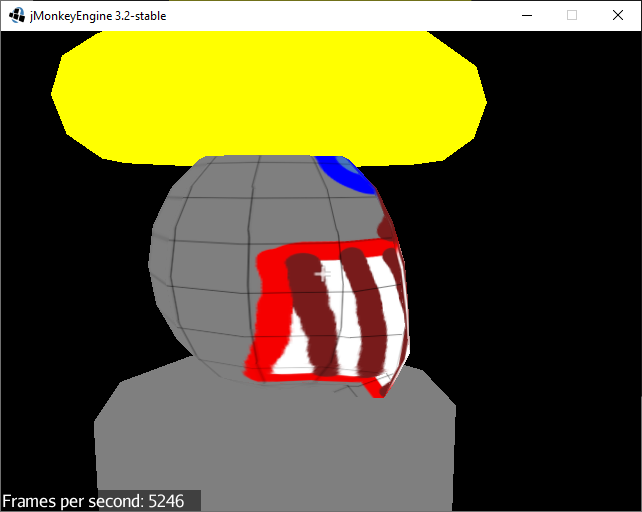 jMonkeyEngine 3.2-stable
Frames per second: 5246